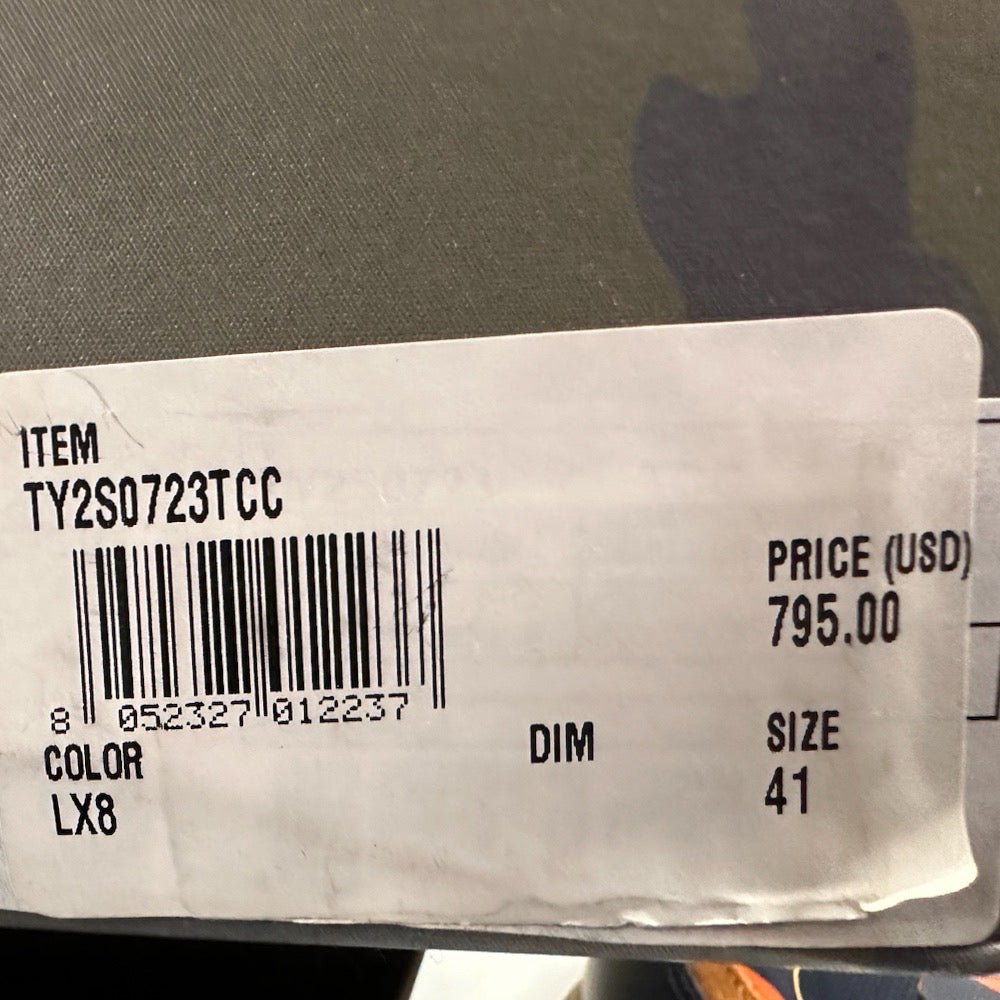 ITEM
TY2S0723TCC
8 052327 012237
COLOR
LX8
DIM
PRICE (USD)
795.00
SIZE
41